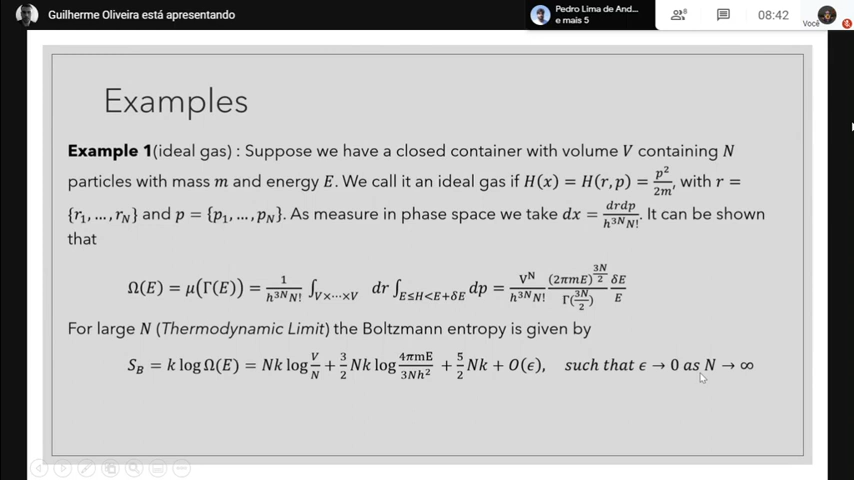 Guilherme Oliveira está apresentando
Pedro Lima de And...
e mais 5
8
08:42
Você
Examples
Example 1(ideal gas) : Suppose we have a closed container with volume V containing N
particles with mass m and energy E. We call it an ideal gas if H(x) = H(r, p) = p²/2m, with r =
{r₁, ..., r_N} and p = {p₁, ..., p_N}. As measure in phase space we take dx = drdp/h³ᴺN!. It can be shown
that
Ω(E) = μ(Γ(E)) = 1/h³ᴺN! ∫_{V×···×V} dr ∫_{E≤H<E+δE} dp = Vᴺ/h³ᴺN! (2πmE)^{3N/2}/Γ(3N/2) δE/E
For large N (Thermodynamic Limit) the Boltzmann entropy is given by
S_B = k log Ω(E) = Nk log V/N + 3/2 Nk log 4πmE/3Nh² + 5/2 Nk + O(ϵ), such that ϵ → 0 as N → ∞